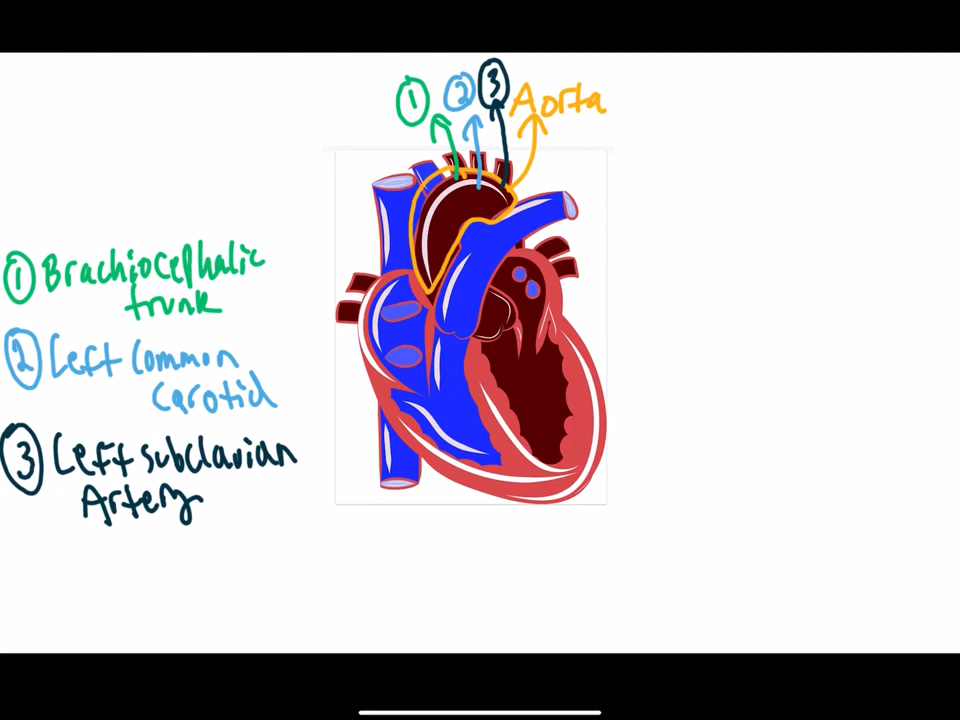 ① ② ③ Aorta
① Brachiocephalic
trunk
② Left common
carotid
③ Left subclavian
Artery